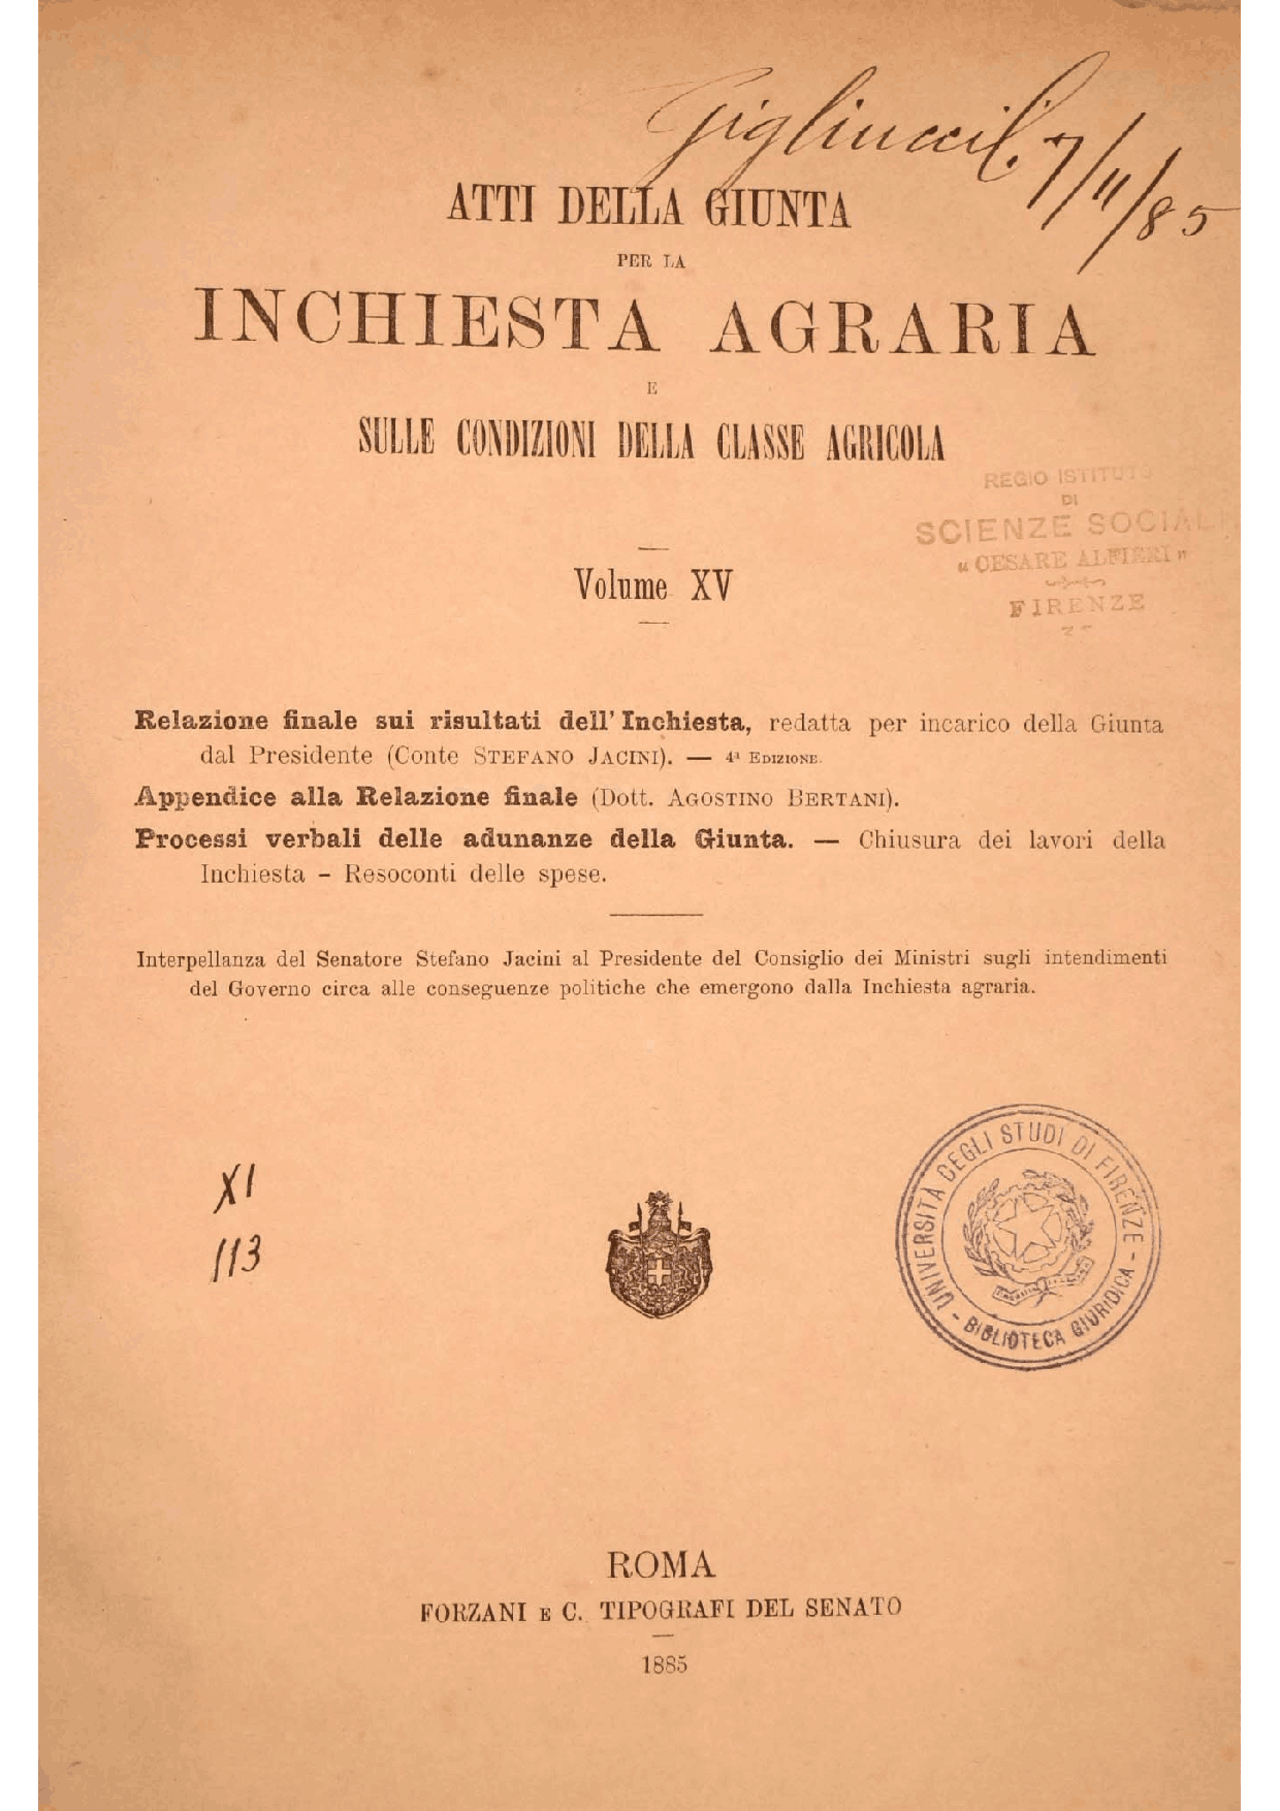 Gigliucci l. 7/11/85
ATTI DELLA GIUNTA
PER LA
INCHIESTA AGRARIA
E
SULLE CONDIZIONI DELLA CLASSE AGRICOLA
REGIO ISTITUTO
DI
SCIENZE SOCIALI
« CESARE ALFIERI »
FIRENZE
Volume XV
Relazione finale sui risultati dell'Inchiesta, redatta per incarico della Giunta
dal Presidente (Conte STEFANO JACINI). — 4ª EDIZIONE.
Appendice alla Relazione finale (Dott. AGOSTINO BERTANI).
Processi verbali delle adunanze della Giunta. — Chiusura dei lavori della
Inchiesta – Resoconti delle spese.
Interpellanza del Senatore Stefano Jacini al Presidente del Consiglio dei Ministri sugli intendimenti
del Governo circa alle conseguenze politiche che emergono dalla Inchiesta agraria.
XI
113
UNIVERSITÀ DEGLI STUDI DI FIRENZE -
- BIBLIOTECA GIURIDICA -
ROMA
FORZANI E C. TIPOGRAFI DEL SENATO
1885